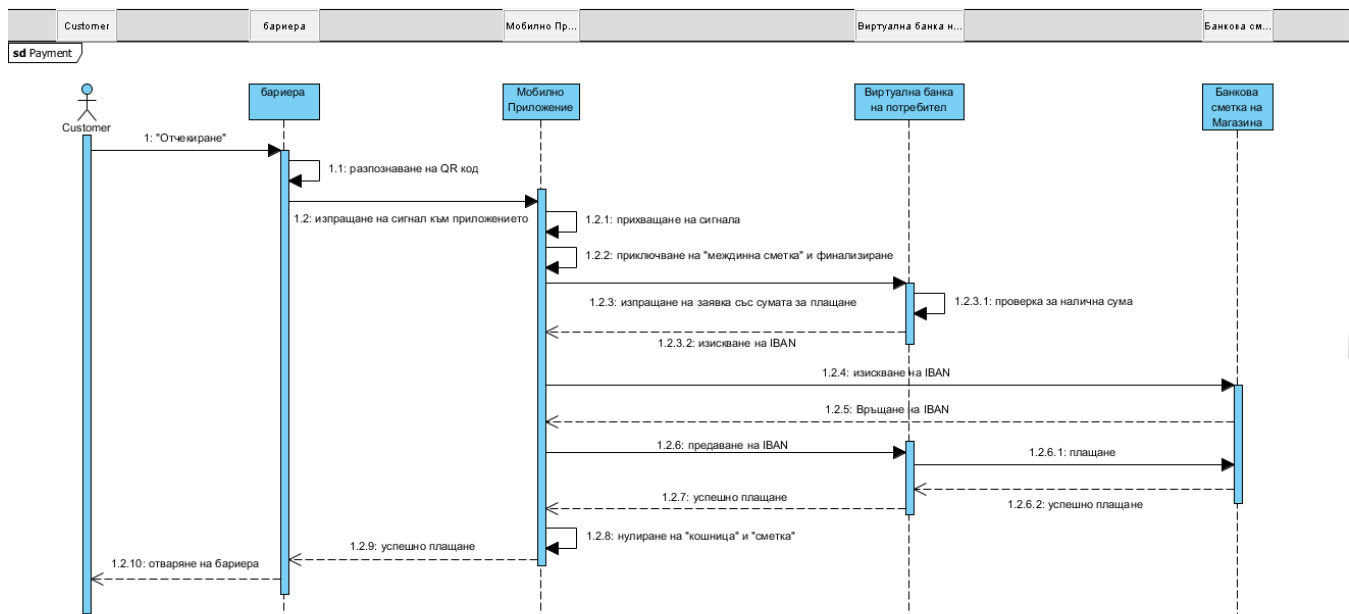 Customer
бариера
Мобилно Пр...
Виртуална банка н...
Банкова см...
sd Payment
Customer
бариера
Мобилно
Приложение
Виртуална банка
на потребител
Банкова
сметка на
Магазина
1: "Отчекиране"
1.1: разпознаване на QR код
1.2: изпращане на сигнал към приложението
1.2.1: прихващане на сигнала
1.2.2: приключване на "междинна сметка" и финализиране
1.2.3: изпращане на заявка със сумата за плащане
1.2.3.1: проверка за налична сума
1.2.3.2: изискване на IBAN
1.2.4: изискване на IBAN
1.2.5: Връщане на IBAN
1.2.6: предаване на IBAN
1.2.6.1: плащане
1.2.6.2: успешно плащане
1.2.7: успешно плащане
1.2.8: нулиране на "кошница" и "сметка"
1.2.9: успешно плащане
1.2.10: отваряне на бариера